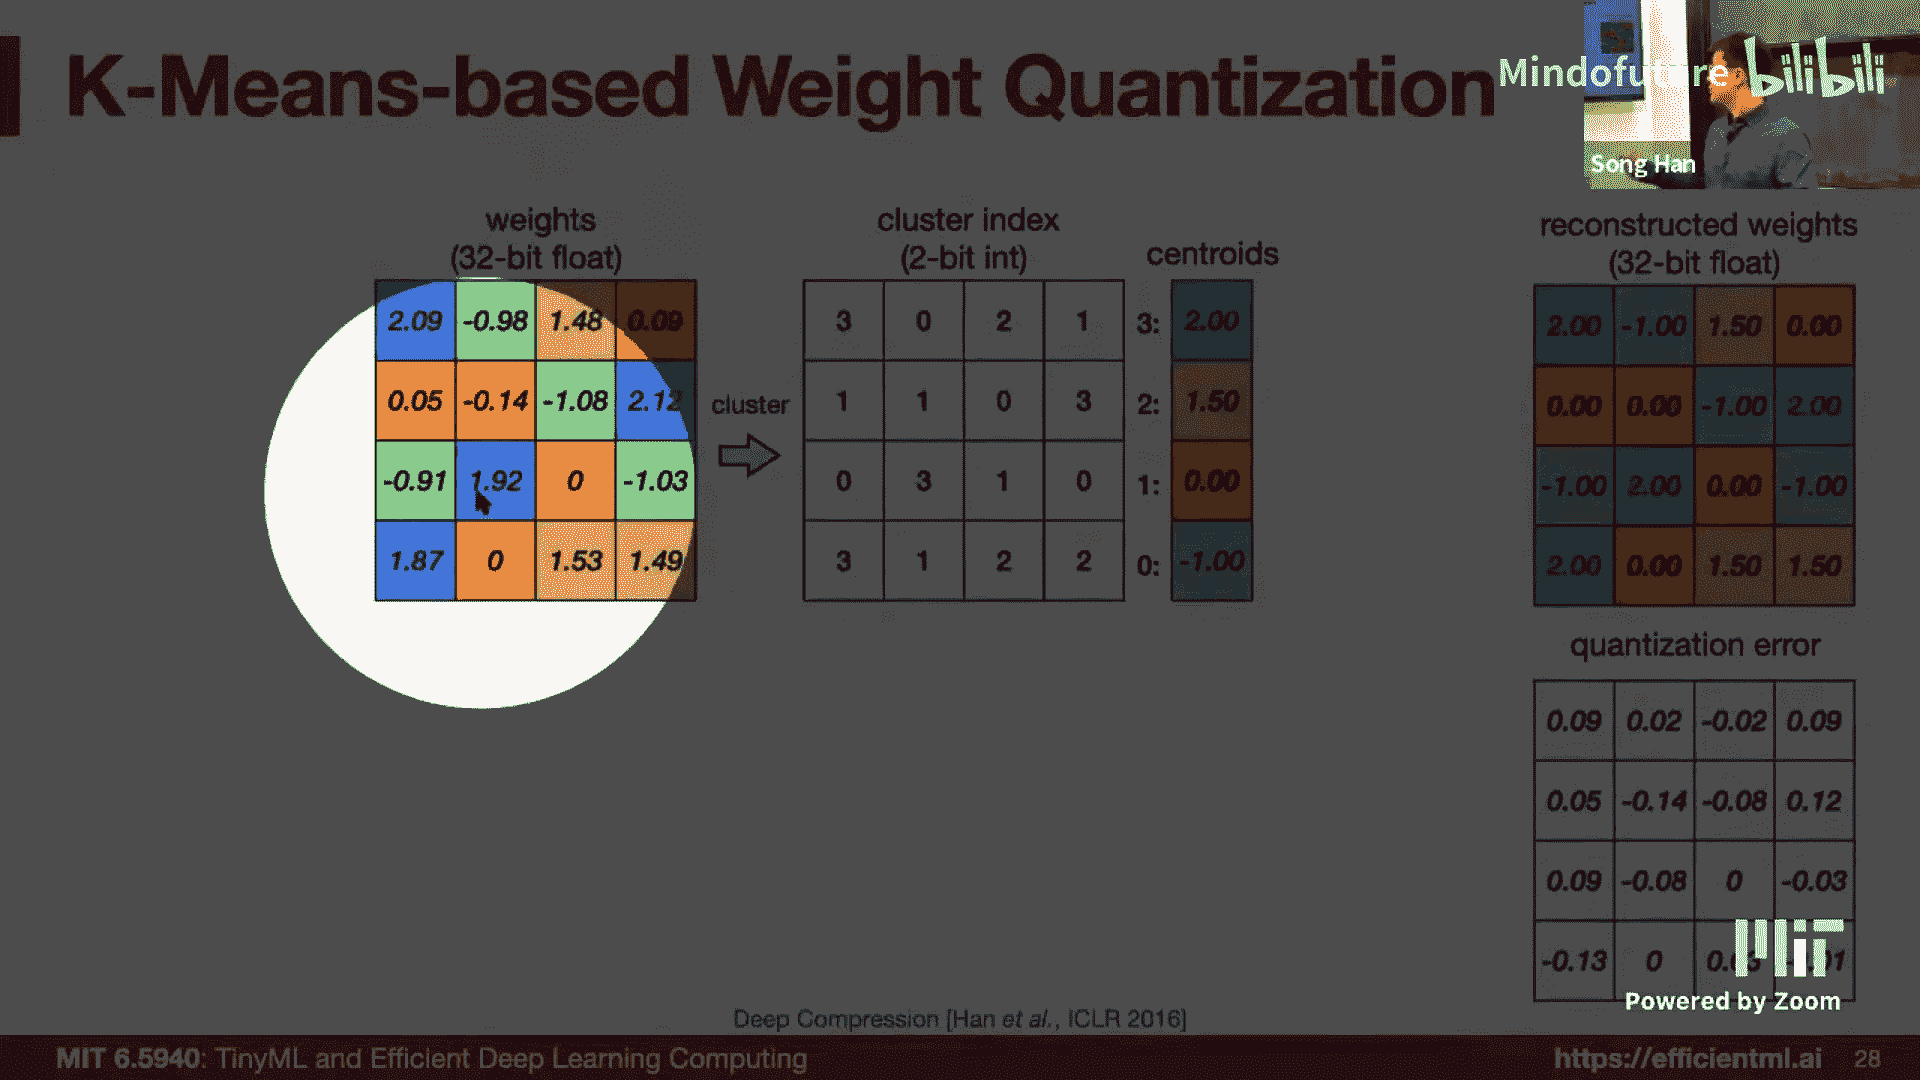 K-Means-based Weight Quantization
Mindofuture bilibili
Song Han
weights
(32-bit float)
2.09 -0.98 1.48 0.09
0.05 -0.14 -1.08 2.12
-0.91 1.92 0 -1.03
1.87 0 1.53 1.49
cluster
cluster index
(2-bit int)
3 0 2 1
1 1 0 3
0 3 1 0
3 1 2 2
centroids
3: 2.00
2: 1.50
1: 0.00
0: -1.00
reconstructed weights
(32-bit float)
2.00 -1.00 1.50 0.00
0.00 0.00 -1.00 2.00
-1.00 2.00 0.00 -1.00
2.00 0.00 1.50 1.50
quantization error
0.09 0.02 -0.02 0.09
0.05 -0.14 -0.08 0.12
0.09 -0.08 0 -0.03
-0.13 0
MIT
Powered by Zoom
Deep Compression [Han et al., ICLR 2016]
MIT 6.5940: TinyML and Efficient Deep Learning Computing
https://efficientml.ai 28